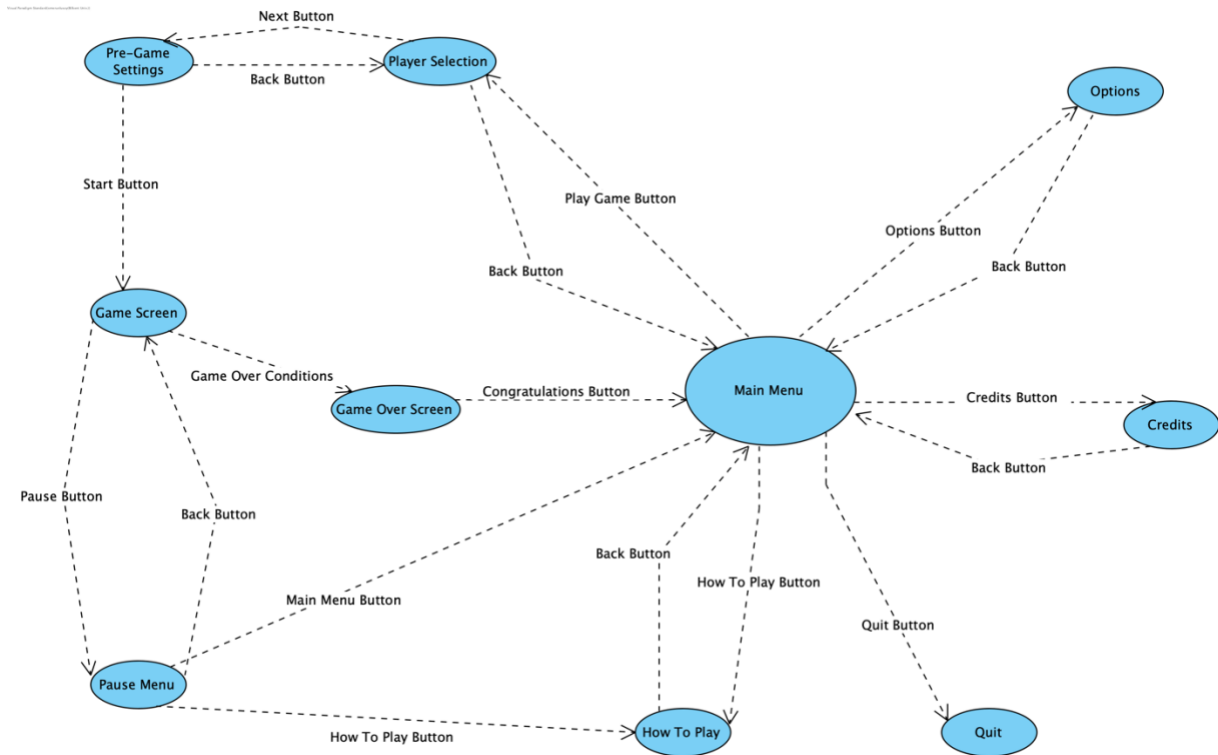 Next Button
Pre-Game
Settings
Player Selection
Back Button
Options
Start Button
Play Game Button
Options Button
Back Button
Back Button
Game Screen
Game Over Conditions
Congratulations Button
Main Menu
Credits Button
Game Over Screen
Credits
Back Button
Pause Button
Back Button
Back Button
How To Play Button
Main Menu Button
Quit Button
Pause Menu
How To Play Button
How To Play
Quit